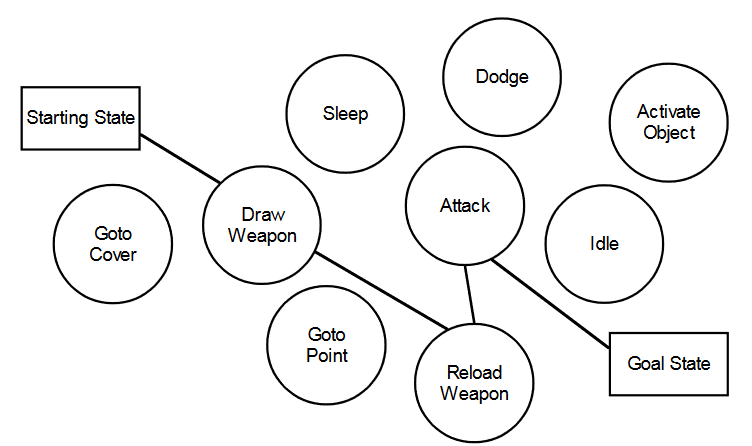 Dodge
Sleep
Activate
Object
Starting State
Attack
Draw
Weapon
Goto
Cover
Idle
Goto
Point
Goal State
Reload
Weapon